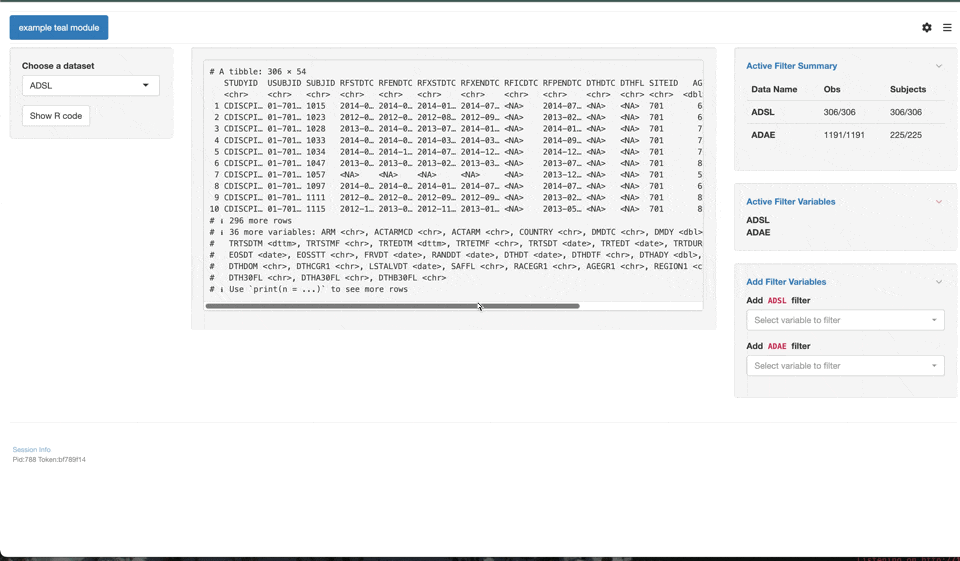 example teal module
Choose a dataset
ADSL
Show R code
# A tibble: 306 × 54
STUDYID USUBJID SUBJID RFSTDTC RFENDTC RFXSTDTC RFXENDTC RFICDTC RFPENDTC DTHDTC DTHFL SITEID AG
<chr> <chr> <chr> <chr> <chr> <chr> <chr> <chr> <chr> <chr> <chr> <chr> <dbl
1 CDISCPI… 01-701… 1015 2014-0… 2014-0… 2014-01… 2014-07… <NA> 2014-07… <NA> <NA> 701 6
2 CDISCPI… 01-701… 1023 2012-0… 2012-0… 2012-08… 2012-09… <NA> 2013-02… <NA> <NA> 701 6
3 CDISCPI… 01-701… 1028 2013-0… 2014-0… 2013-07… 2014-01… <NA> 2014-01… <NA> <NA> 701 7
4 CDISCPI… 01-701… 1033 2014-0… 2014-0… 2014-03… 2014-03… <NA> 2014-09… <NA> <NA> 701 7
5 CDISCPI… 01-701… 1034 2014-0… 2014-1… 2014-07… 2014-12… <NA> 2014-12… <NA> <NA> 701 7
6 CDISCPI… 01-701… 1047 2013-0… 2013-0… 2013-02… 2013-03… <NA> 2013-07… <NA> <NA> 701 8
7 CDISCPI… 01-701… 1057 <NA> <NA> <NA> <NA> <NA> 2013-12… <NA> <NA> 701 5
8 CDISCPI… 01-701… 1097 2014-0… 2014-0… 2014-01… 2014-07… <NA> 2014-07… <NA> <NA> 701 6
9 CDISCPI… 01-701… 1111 2012-0… 2012-0… 2012-09… 2012-09… <NA> 2013-02… <NA> <NA> 701 8
10 CDISCPI… 01-701… 1115 2012-1… 2013-0… 2012-11… 2013-01… <NA> 2013-05… <NA> <NA> 701 8
# ℹ 296 more rows
# ℹ 36 more variables: ARM <chr>, ACTARMCD <chr>, ACTARM <chr>, COUNTRY <chr>, DMDTC <chr>, DMDY <dbl>
# TRTSDTM <dttm>, TRTSTMF <chr>, TRTEDTM <dttm>, TRTETMF <chr>, TRTSDT <date>, TRTEDT <date>, TRTDUR
# EOSDT <date>, EOSSTT <chr>, FRVDT <date>, RANDDT <date>, DTHDT <date>, DTHDTF <chr>, DTHADY <dbl>,
# DTHDOM <chr>, DTHCGR1 <chr>, LSTALVDT <date>, SAFFL <chr>, RACEGR1 <chr>, AGEGR1 <chr>, REGION1 <c
# DTH30FL <chr>, DTHA30FL <chr>, DTHB30FL <chr>
# ℹ Use `print(n = ...)` to see more rows
Active Filter Summary
Data Name Obs Subjects
ADSL 306/306 306/306
ADAE 1191/1191 225/225
Active Filter Variables
ADSL
ADAE
Add Filter Variables
Add ADSL filter
Select variable to filter
Add ADAE filter
Select variable to filter
Session Info
Pid:788 Token:bf789f14